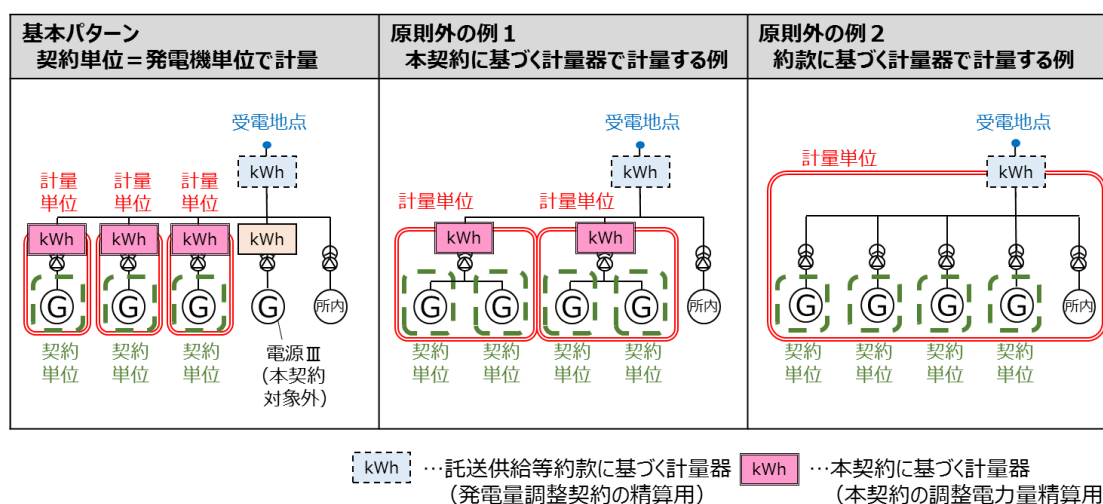 基本パターン
契約単位＝発電機単位で計量
原則外の例１
本契約に基づく計量器で計量する例
原則外の例２
約款に基づく計量器で計量する例
受電地点
kWh
計量
単位
計量
単位
計量
単位
kWh
kWh
kWh
kWh
G
G
G
G
所内
契約
単位
契約
単位
契約
単位
電源Ⅲ
(本契約
対象外)
受電地点
kWh
計量単位
計量単位
kWh
kWh
G
G
G
G
所内
契約
単位
契約
単位
契約
単位
契約
単位
受電地点
計量単位
kWh
G
G
G
G
所内
契約
単位
契約
単位
契約
単位
契約
単位
kWh …託送供給等約款に基づく計量器
（発電量調整契約の精算用）
kWh …本契約に基づく計量器
（本契約の調整電力量精算用